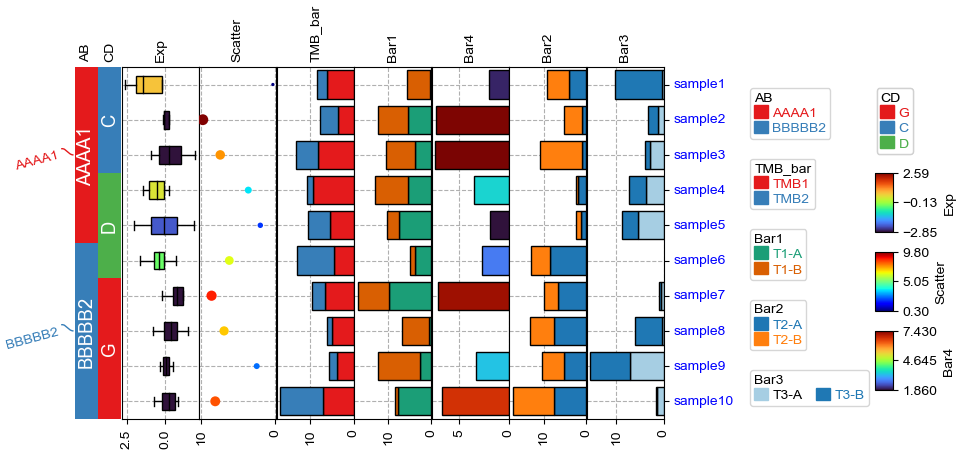 AB
CD
Exp
Scatter
TMB_bar
Bar1
Bar4
Bar2
Bar3
AAAA1
AAAA1
BBBBB2
BBBBB2
C
D
G
sample1
sample2
sample3
sample4
sample5
sample6
sample7
sample8
sample9
sample10
2.5
0.0
10
0
10
0
10
0
5
0
10
0
10
0
AB
AAAA1
BBBBB2
TMB_bar
TMB1
TMB2
Bar1
T1-A
T1-B
Bar2
T2-A
T2-B
Bar3
T3-A T3-B
CD
G
C
D
2.59
-0.13
-2.85
Exp
9.80
5.05
0.30
Scatter
7.430
4.645
1.860
Bar4